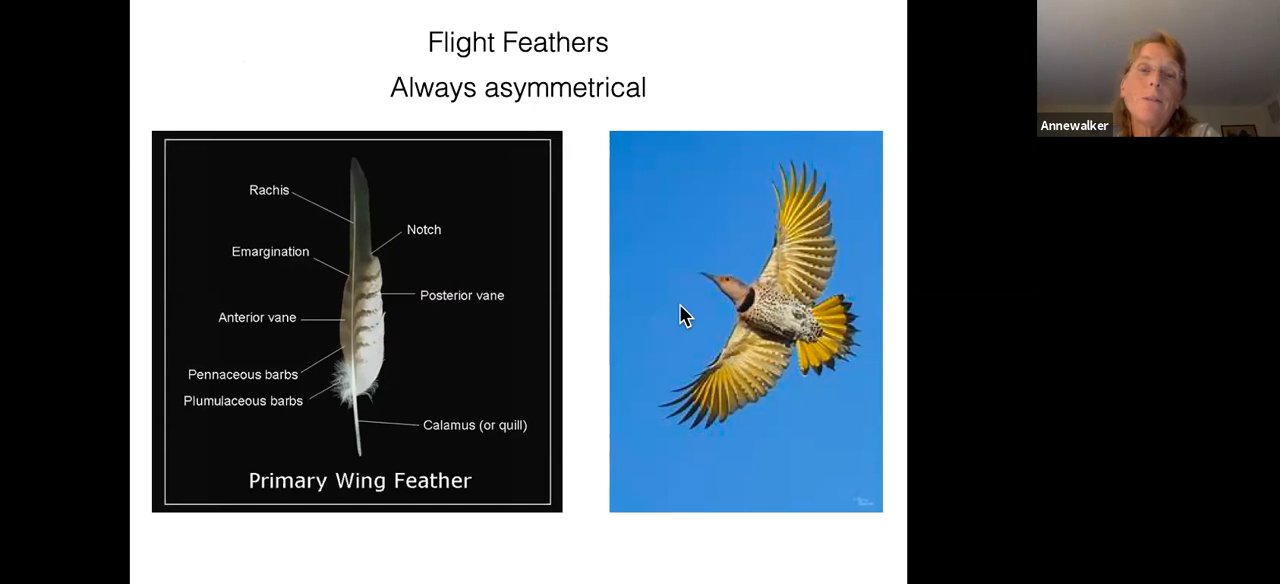 Flight Feathers
Always asymmetrical
Rachis
Notch
Emargination
Posterior vane
Anterior vane
Pennaceous barbs
Plumulaceous barbs
Calamus (or quill)
Primary Wing Feather
Annewalker